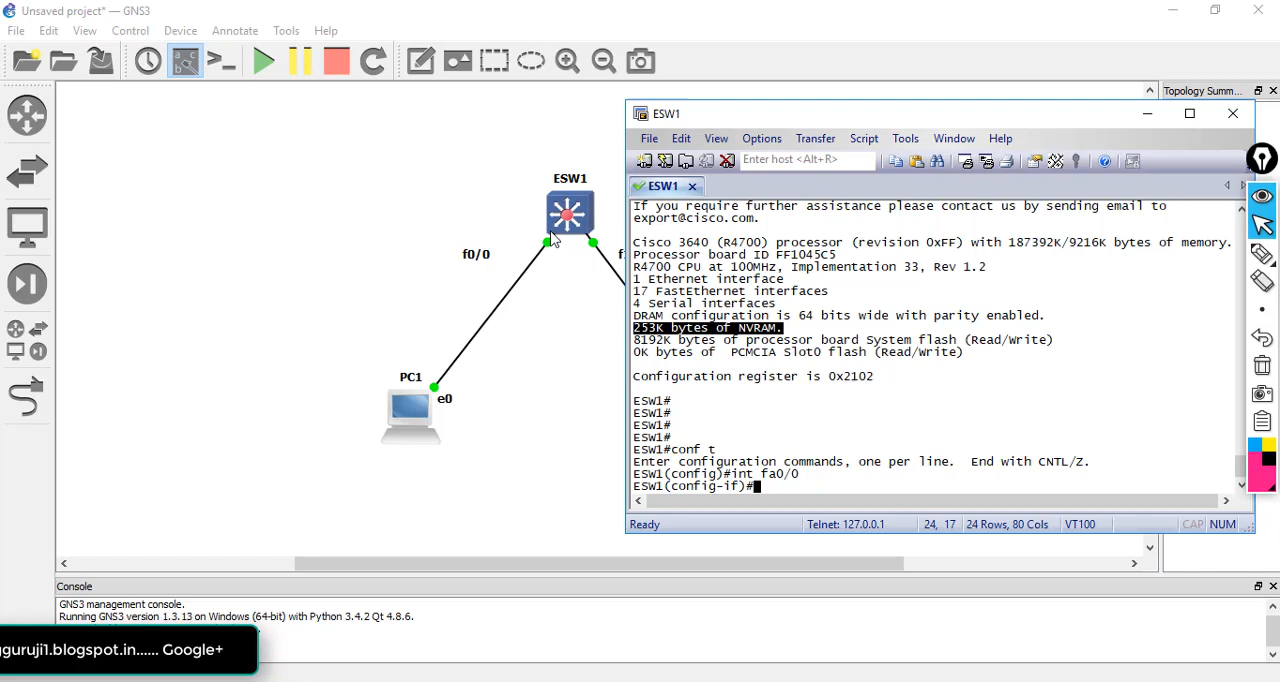 Unsaved project* — GNS3
File Edit View Control Device Annotate Tools Help
Topology Summ...
ESW1
f0/0
PC1
e0
ESW1
File Edit View Options Transfer Script Tools Window Help
Enter host <Alt+R>
ESW1
If you require further assistance please contact us by sending email to
export@cisco.com.
Cisco 3640 (R4700) processor (revision 0xFF) with 187392K/9216K bytes of memory.
Processor board ID FF1045C5
R4700 CPU at 100MHz, Implementation 33, Rev 1.2
1 Ethernet interface
17 FastEthernet interfaces
4 Serial interfaces
DRAM configuration is 64 bits wide with parity enabled.
253K bytes of NVRAM.
8192K bytes of processor board System flash (Read/Write)
0K bytes of  PCMCIA Slot0 flash (Read/Write)
Configuration register is 0x2102
ESW1#
ESW1#
ESW1#
ESW1#
ESW1#conf t
Enter configuration commands, one per line.  End with CNTL/Z.
ESW1(config)#int fa0/0
ESW1(config-if)#
Ready Telnet: 127.0.0.1 24, 17 24 Rows, 80 Cols VT100 CAP NUM
Console
GNS3 management console.
Running GNS3 version 1.3.13 on Windows (64-bit) with Python 3.4.2 Qt 4.8.6.
gguruji1.blogspot.in...... Google+